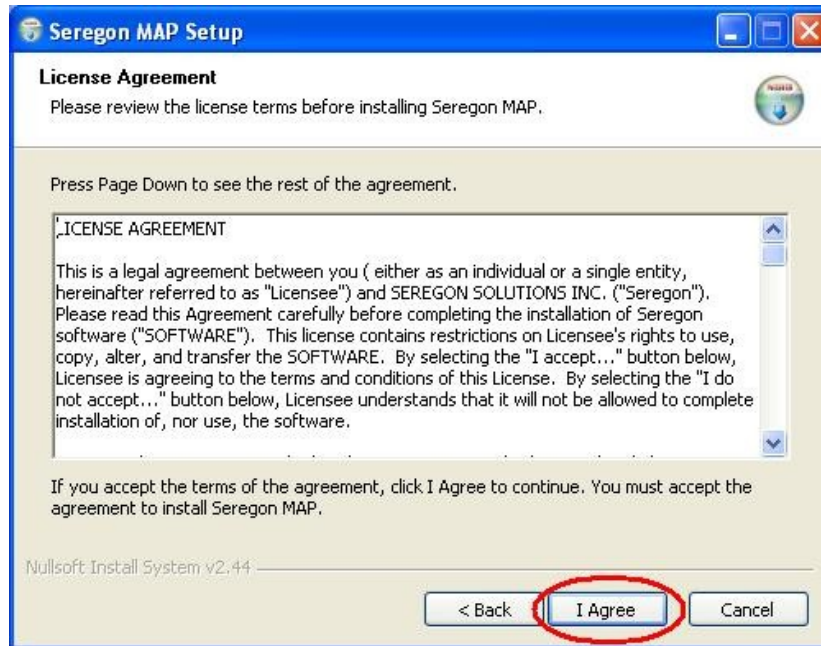 Seregon MAP Setup
License Agreement
Please review the license terms before installing Seregon MAP.
Press Page Down to see the rest of the agreement.
LICENSE AGREEMENT
This is a legal agreement between you ( either as an individual or a single entity,
hereinafter referred to as "Licensee") and SEREGON SOLUTIONS INC. ("Seregon").
Please read this Agreement carefully before completing the installation of Seregon
software ("SOFTWARE").  This license contains restrictions on Licensee's rights to use,
copy, alter, and transfer the SOFTWARE.  By selecting the "I accept..." button below,
Licensee is agreeing to the terms and conditions of this License.  By selecting the "I do
not accept..." button below, Licensee understands that it will not be allowed to complete
installation of, nor use, the software.
If you accept the terms of the agreement, click I Agree to continue. You must accept the
agreement to install Seregon MAP.
Nullsoft Install System v2.44
< Back
I Agree
Cancel